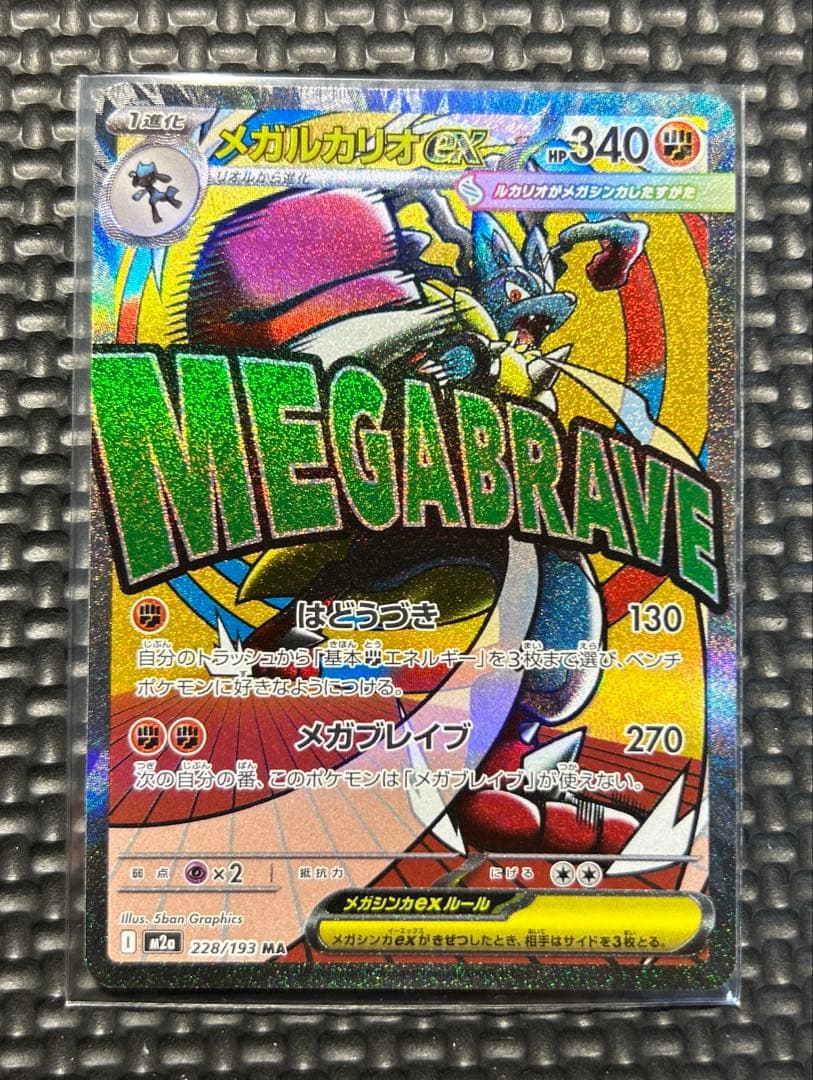 1進化
メガルカリオex
HP340
リオルから進化
ルカリオがメガシンカしたすがた
MEGABRAVE
はどうづき 130
自分のトラッシュから「基本エネルギー」を3枚まで選び、ベンチ
ポケモンに好きなようにつける。
メガブレイブ 270
次の自分の番、このポケモンは「メガブレイブ」が使えない。
弱点 ×2 抵抗力 にげる
メガシンカexルール
Illus. 5ban Graphics
メガシンカexがきぜつしたとき、相手はサイドを3枚とる。
I m2a 228/193 MA